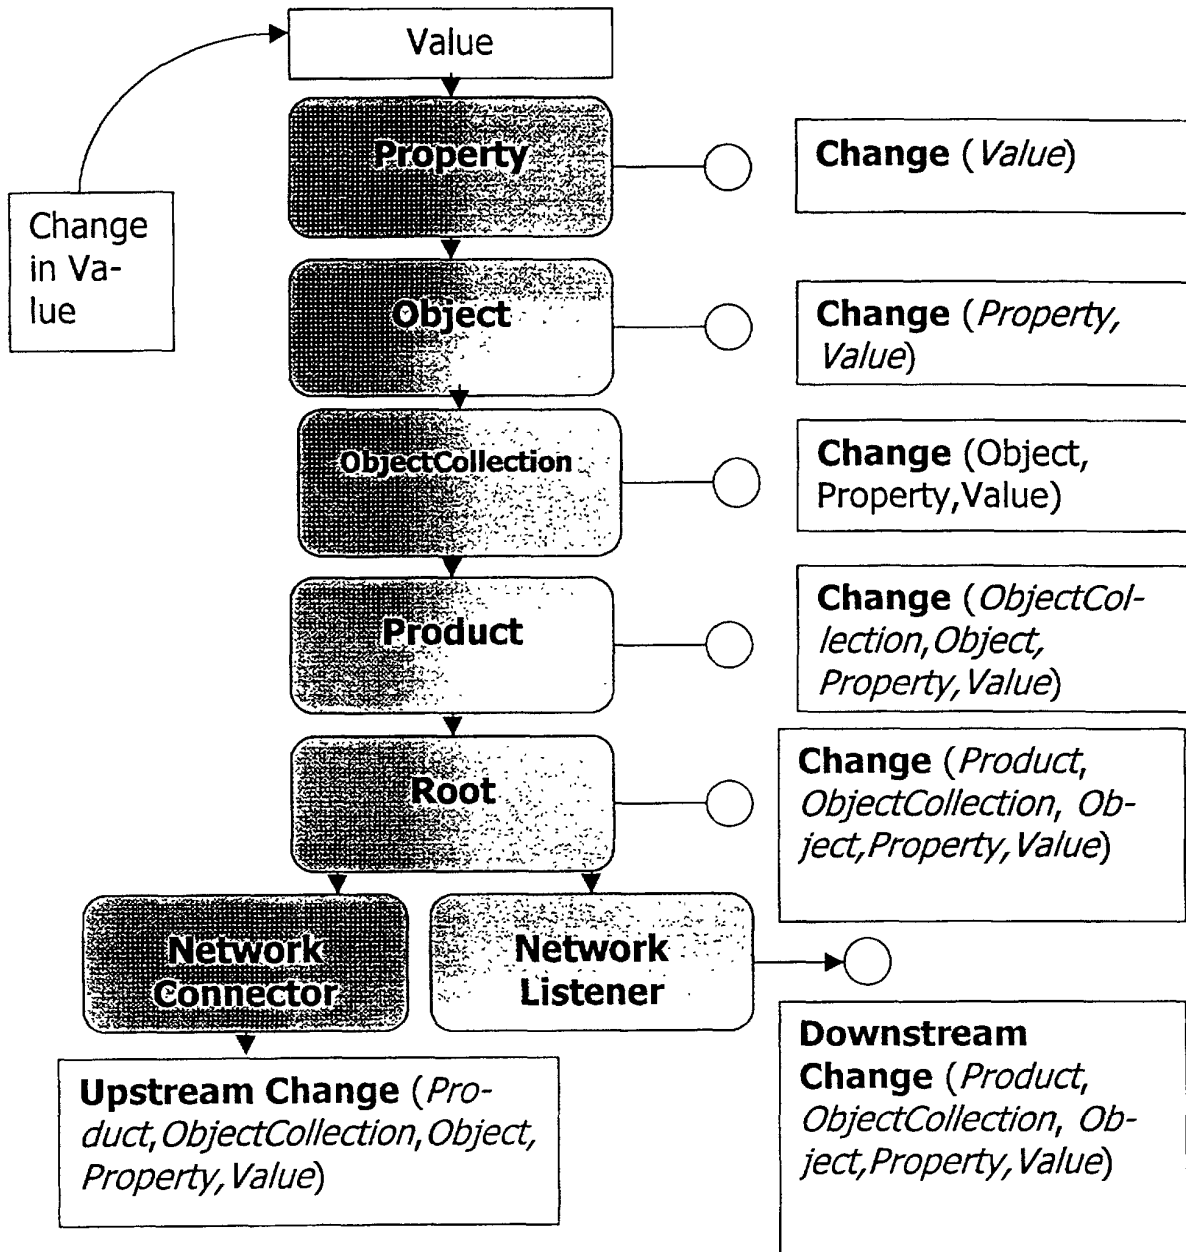 Value
Property
Change (Value)
Change
in Va-
lue
Object
Change (Property,
Value)
ObjectCollection
Change (Object,
Property,Value)
Product
Change (ObjectCol-
lection,Object,
Property,Value)
Root
Change (Product,
ObjectCollection, Ob-
ject,Property,Value)
Network
Connector
Network
Listener
Upstream Change (Pro-
duct,ObjectCollection,Object,
Property,Value)
Downstream
Change (Product,
ObjectCollection, Ob-
ject,Property,Value)